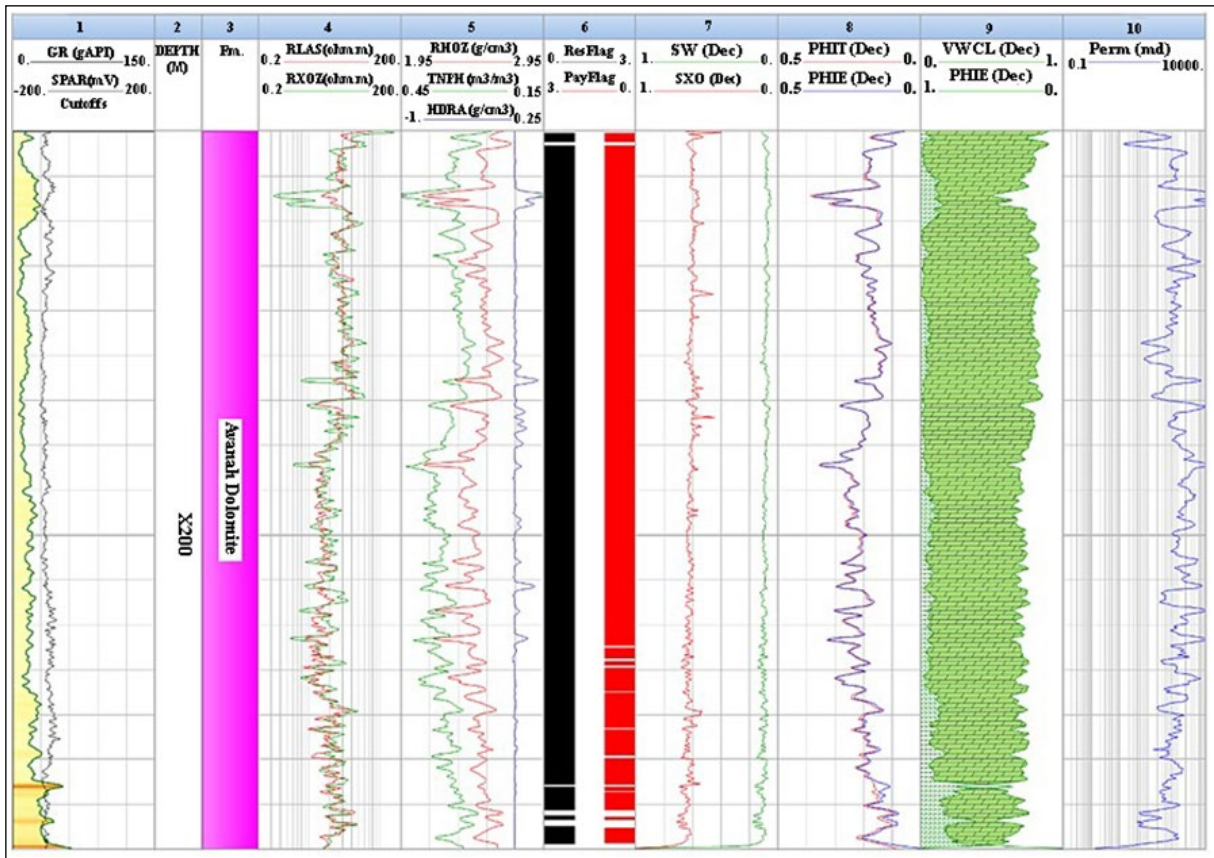 1 2 3 4 5 6 7 8 9 10
GR (gAPI) DEPTH RLAS(ohm.m) RHOZ (g/cm3) ResFlag SW (Dec) PHIT (Dec) VWCL (Dec) Perm (md)
0. 150. (M) Fm. 0.2 200. 1.95 2.95 0. 3. 1. 0. 0.5 0. 0. 1. 0.1 10000.
SPAR(mV) RXOZ(ohm.m) TNPH (m3/m3) PayFlag SXO (Dec) PHIE (Dec) PHIE (Dec)
-200. 200. 0.2 200. 0.45 0.15 3. 0. 1. 0. 0.5 0. 1. 0.
Cutoffs HDRA (g/cm3)
-1. 0.25
Avanah Dolomite
X200